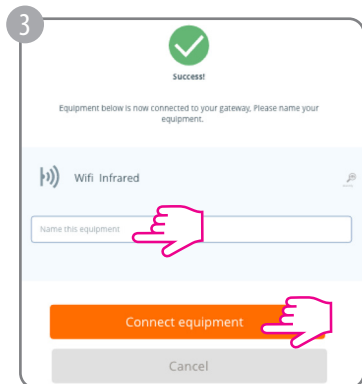 3
Success!
Equipment below is now connected to your gateway, Please name your
equipment.
Wifi Infrared
Name this equipment
Connect equipment
Cancel